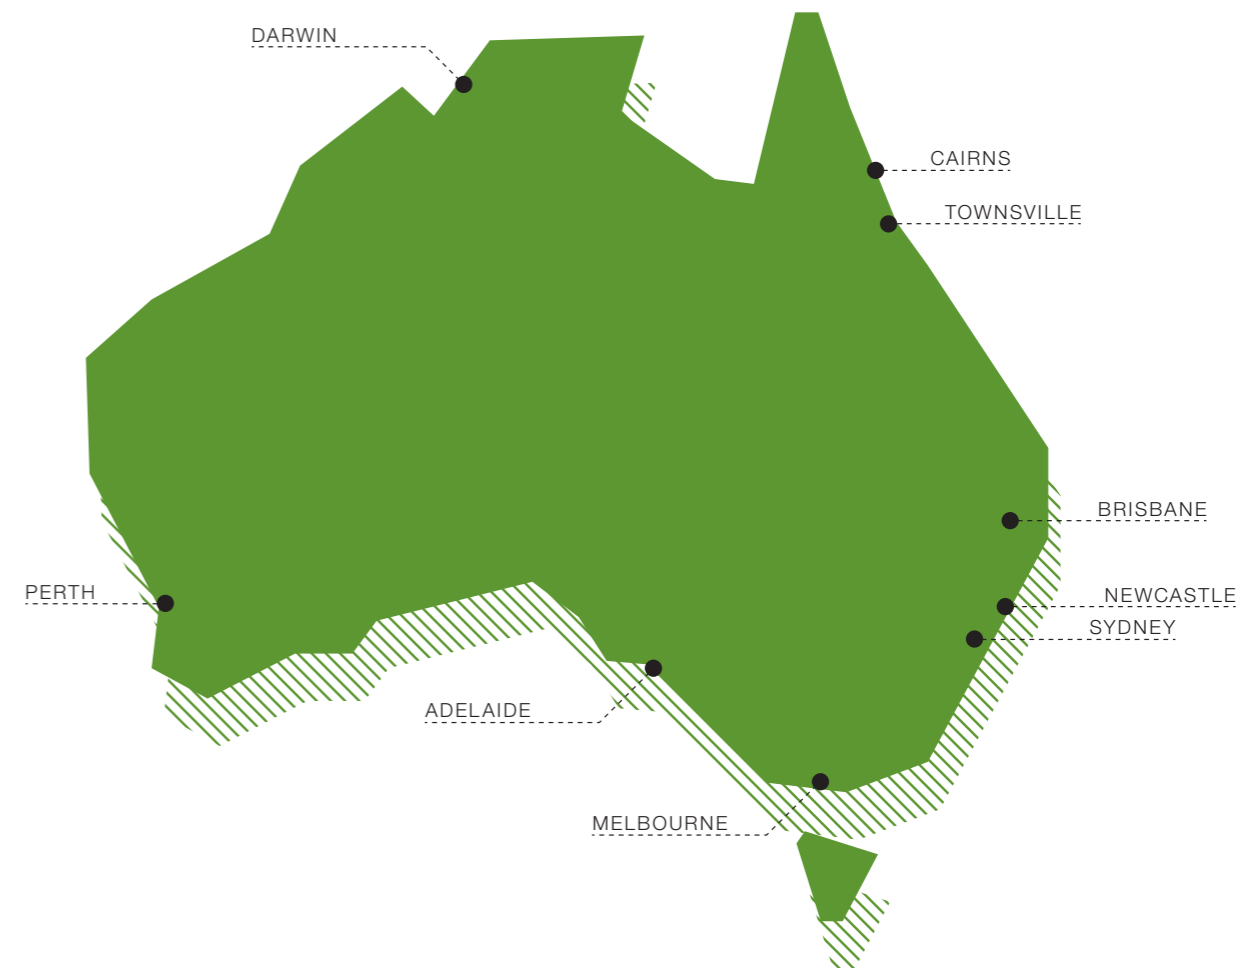 DARWIN
CAIRNS
TOWNSVILLE
BRISBANE
PERTH
NEWCASTLE
SYDNEY
ADELAIDE
MELBOURNE